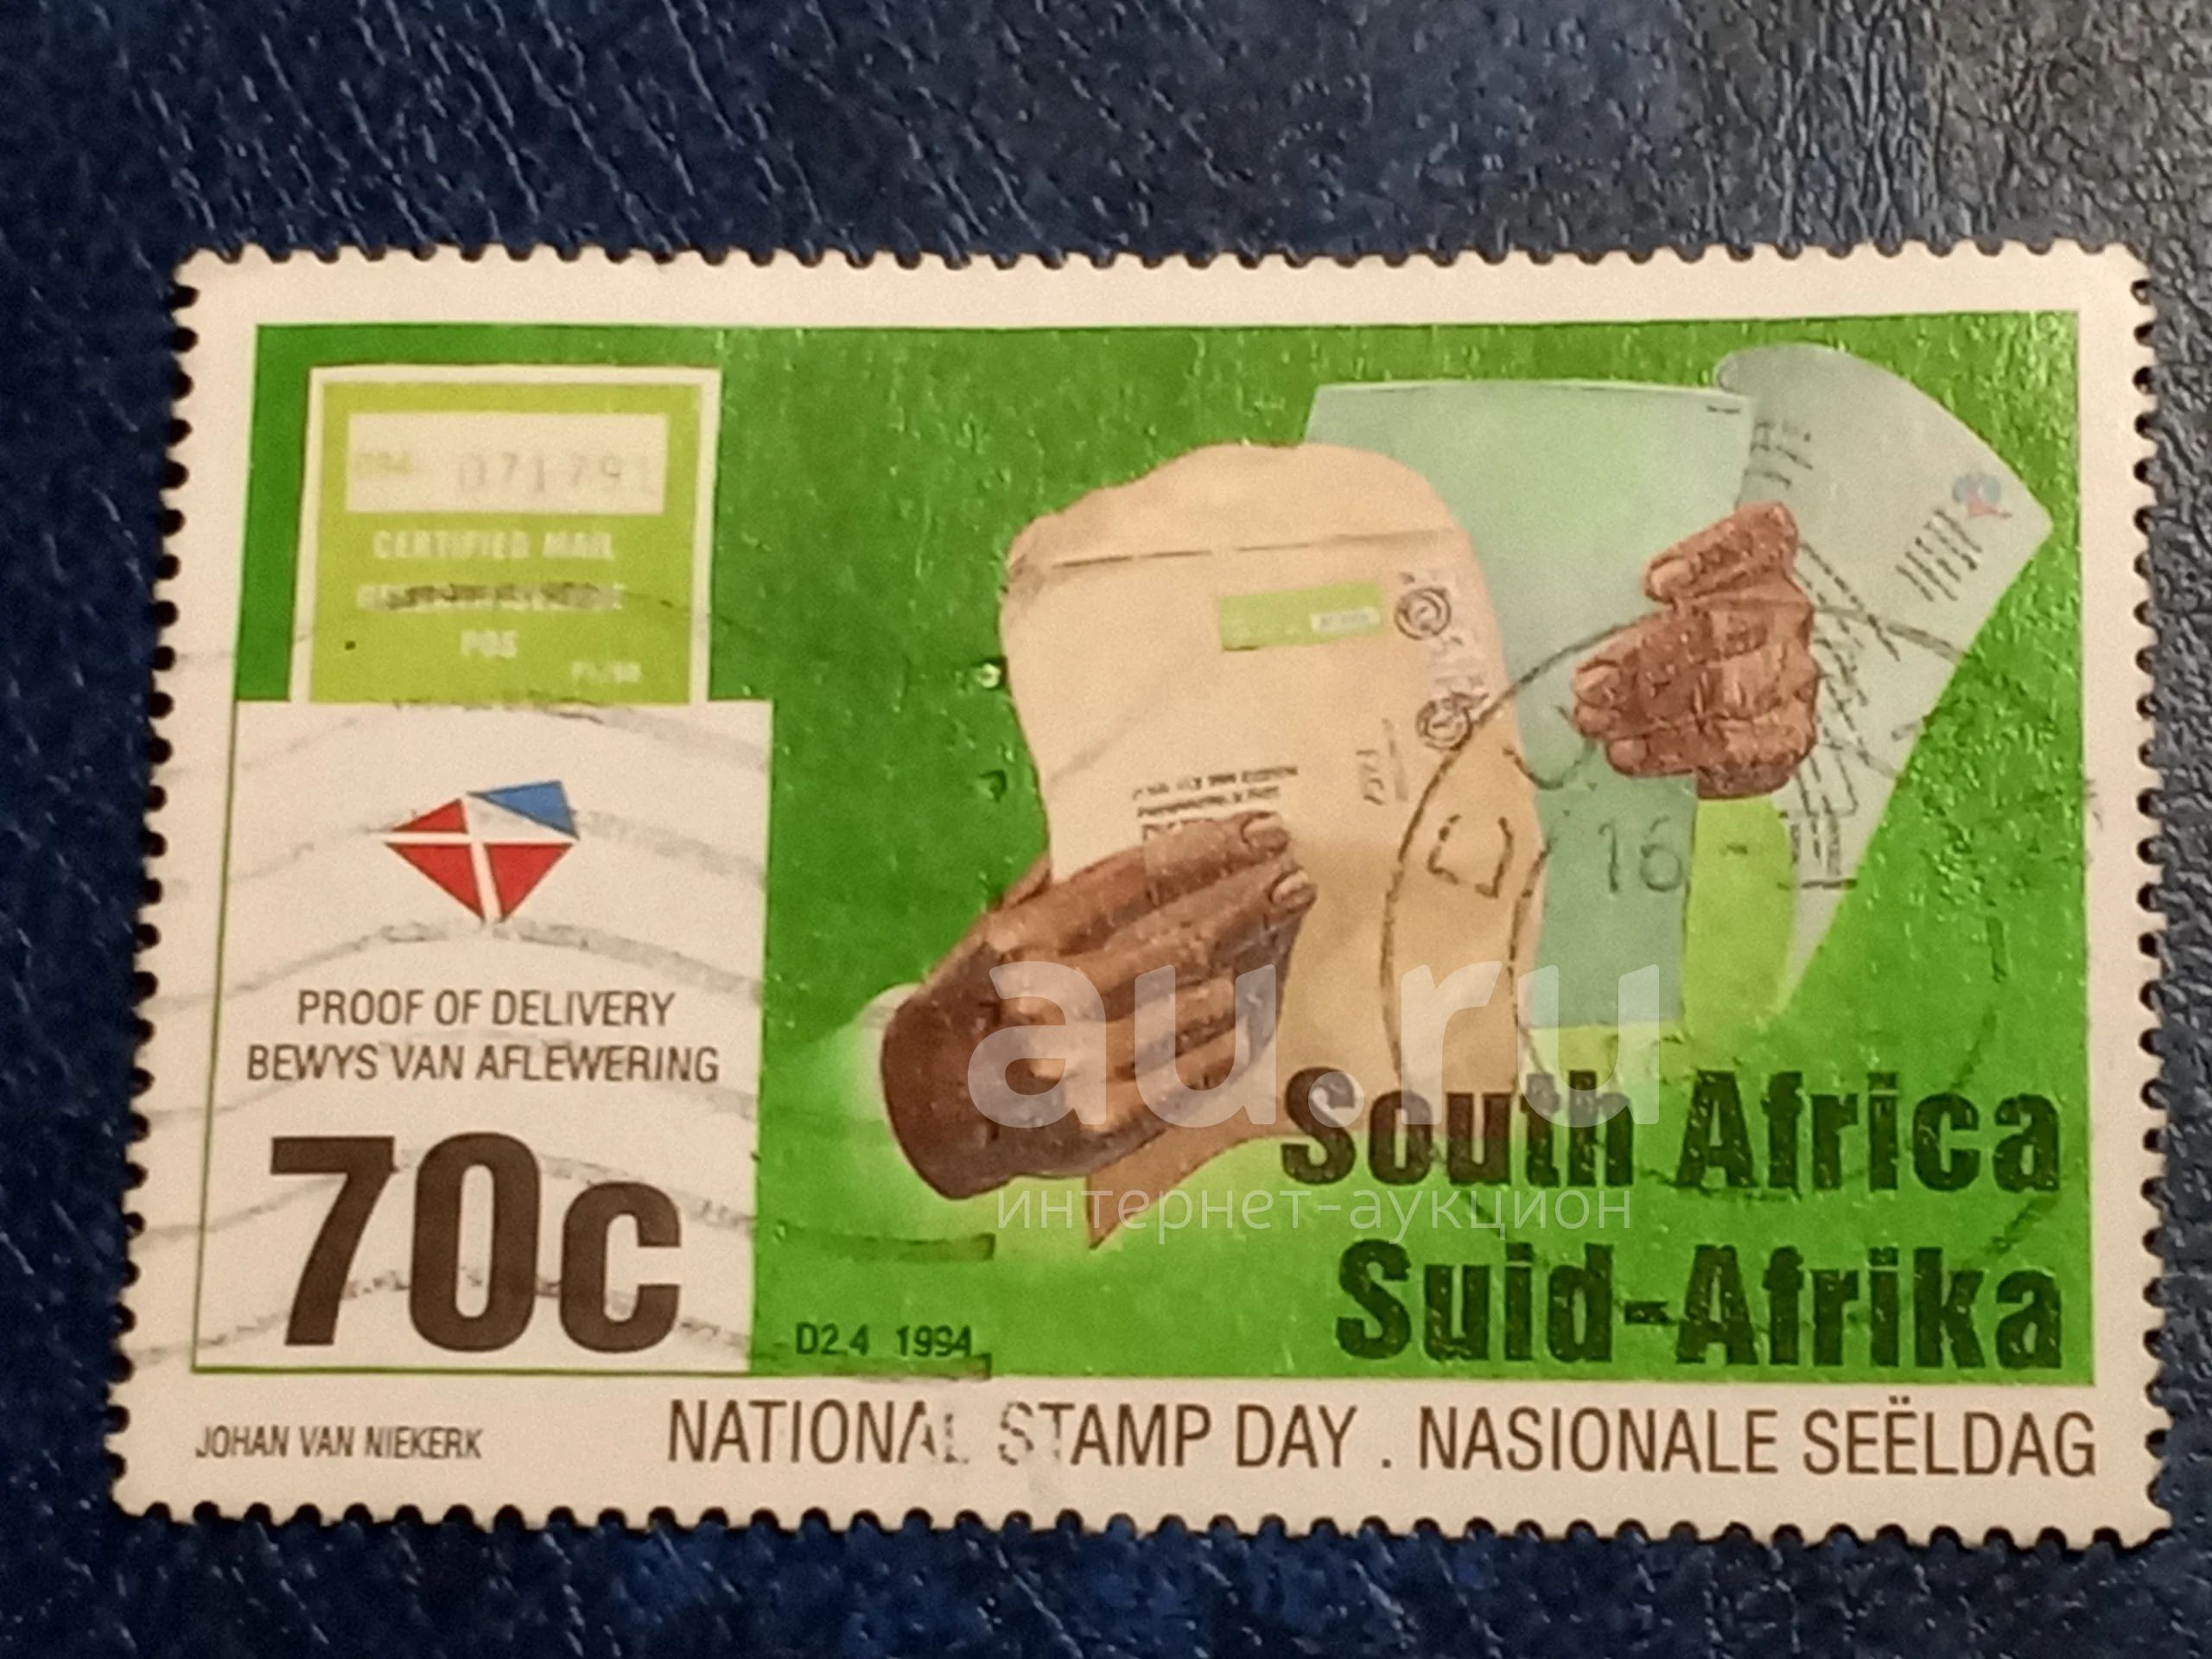 071791
CERTIFIED MAIL
POS
PROOF OF DELIVERY
BEWYS VAN AFLEWERING
70c
16
au.ru
интернет-аукцион
South Africa
Suid-Afrika
D2.4 1994
JOHAN VAN NIEKERK
NATIONAL STAMP DAY . NASIONALE SEËLDAG